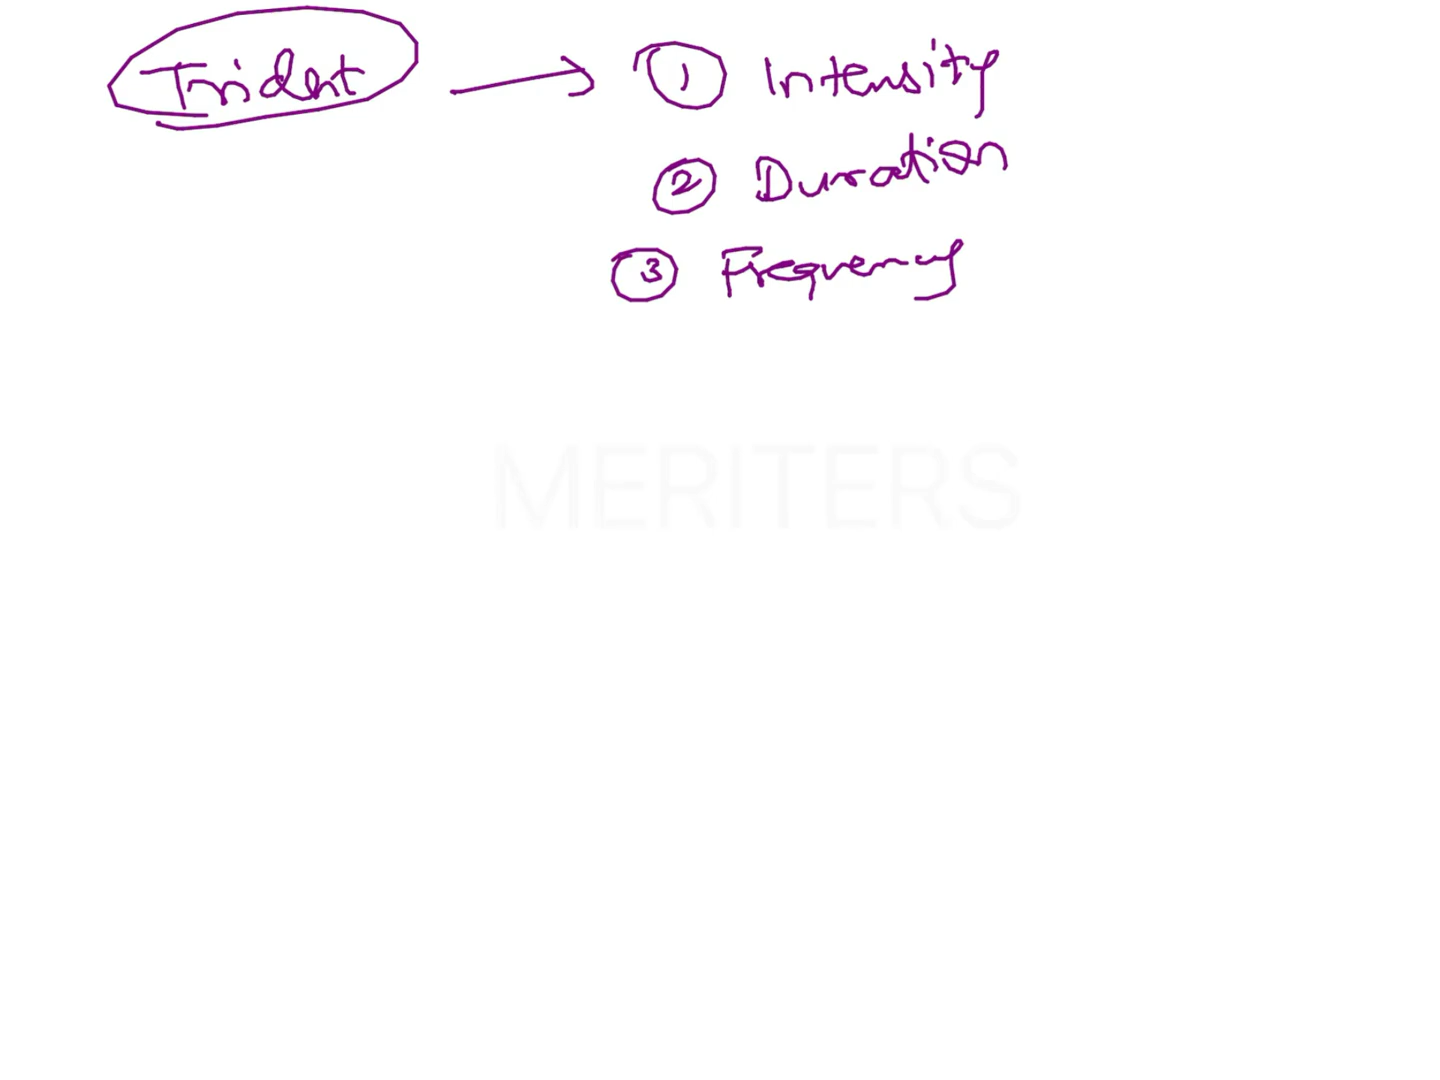 Trident → ① Intensity
② Duration
③ Frequency
MERITERS